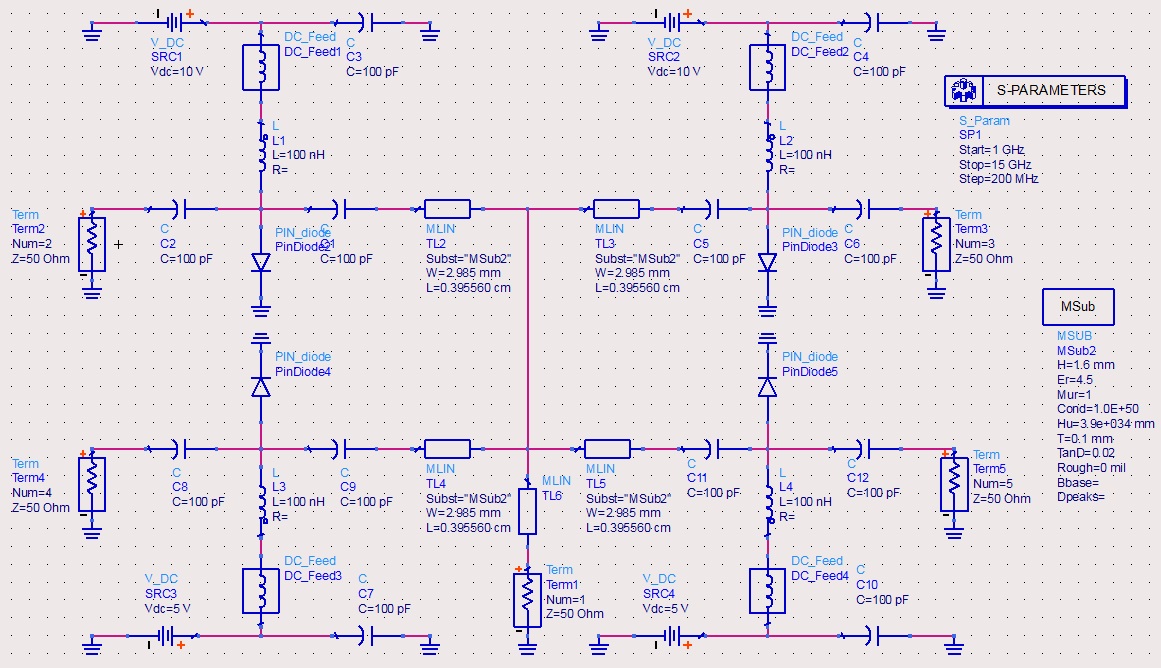 V_DC
SRC1
Vdc=10 V
DC_Feed
DC_Feed1
C
C3
C=100 pF
V_DC
SRC2
Vdc=10 V
DC_Feed
DC_Feed2
C
C4
C=100 pF
S-PARAMETERS
S_Param
SP1
Start=1 GHz
Stop=15 GHz
Step=200 MHz
L
L1
L=100 nH
R=
L
L2
L=100 nH
R=
Term
Term2
Num=2
Z=50 Ohm
C
C2
C=100 pF
PIN_diode
PinDiode2
C
C1
C=100 pF
MLIN
TL2
Subst="MSub2"
W=2.985 mm
L=0.395560 cm
MLIN
TL3
Subst="MSub2"
W=2.985 mm
L=0.395560 cm
C
C5
C=100 pF
PIN_diode
PinDiode3
C
C6
C=100 pF
Term
Term3
Num=3
Z=50 Ohm
MSub
MSUB
MSub2
H=1.6 mm
Er=4.5
Mur=1
Cond=1.0E+50
Hu=3.9e+034 mm
T=0.1 mm
TanD=0.02
Rough=0 mil
Bbase=
Dpeaks=
PIN_diode
PinDiode4
PIN_diode
PinDiode5
Term
Term4
Num=4
Z=50 Ohm
C
C8
C=100 pF
L
L3
L=100 nH
R=
C
C9
C=100 pF
MLIN
TL4
Subst="MSub2"
W=2.985 mm
L=0.395560 cm
MLIN
TL6
MLIN
TL5
Subst="MSub2"
W=2.985 mm
L=0.395560 cm
C
C11
C=100 pF
L
L4
L=100 nH
R=
C
C12
C=100 pF
Term
Term5
Num=5
Z=50 Ohm
V_DC
SRC3
Vdc=5 V
DC_Feed
DC_Feed3
C
C7
C=100 pF
Term
Term1
Num=1
Z=50 Ohm
V_DC
SRC4
Vdc=5 V
DC_Feed
DC_Feed4
C
C10
C=100 pF